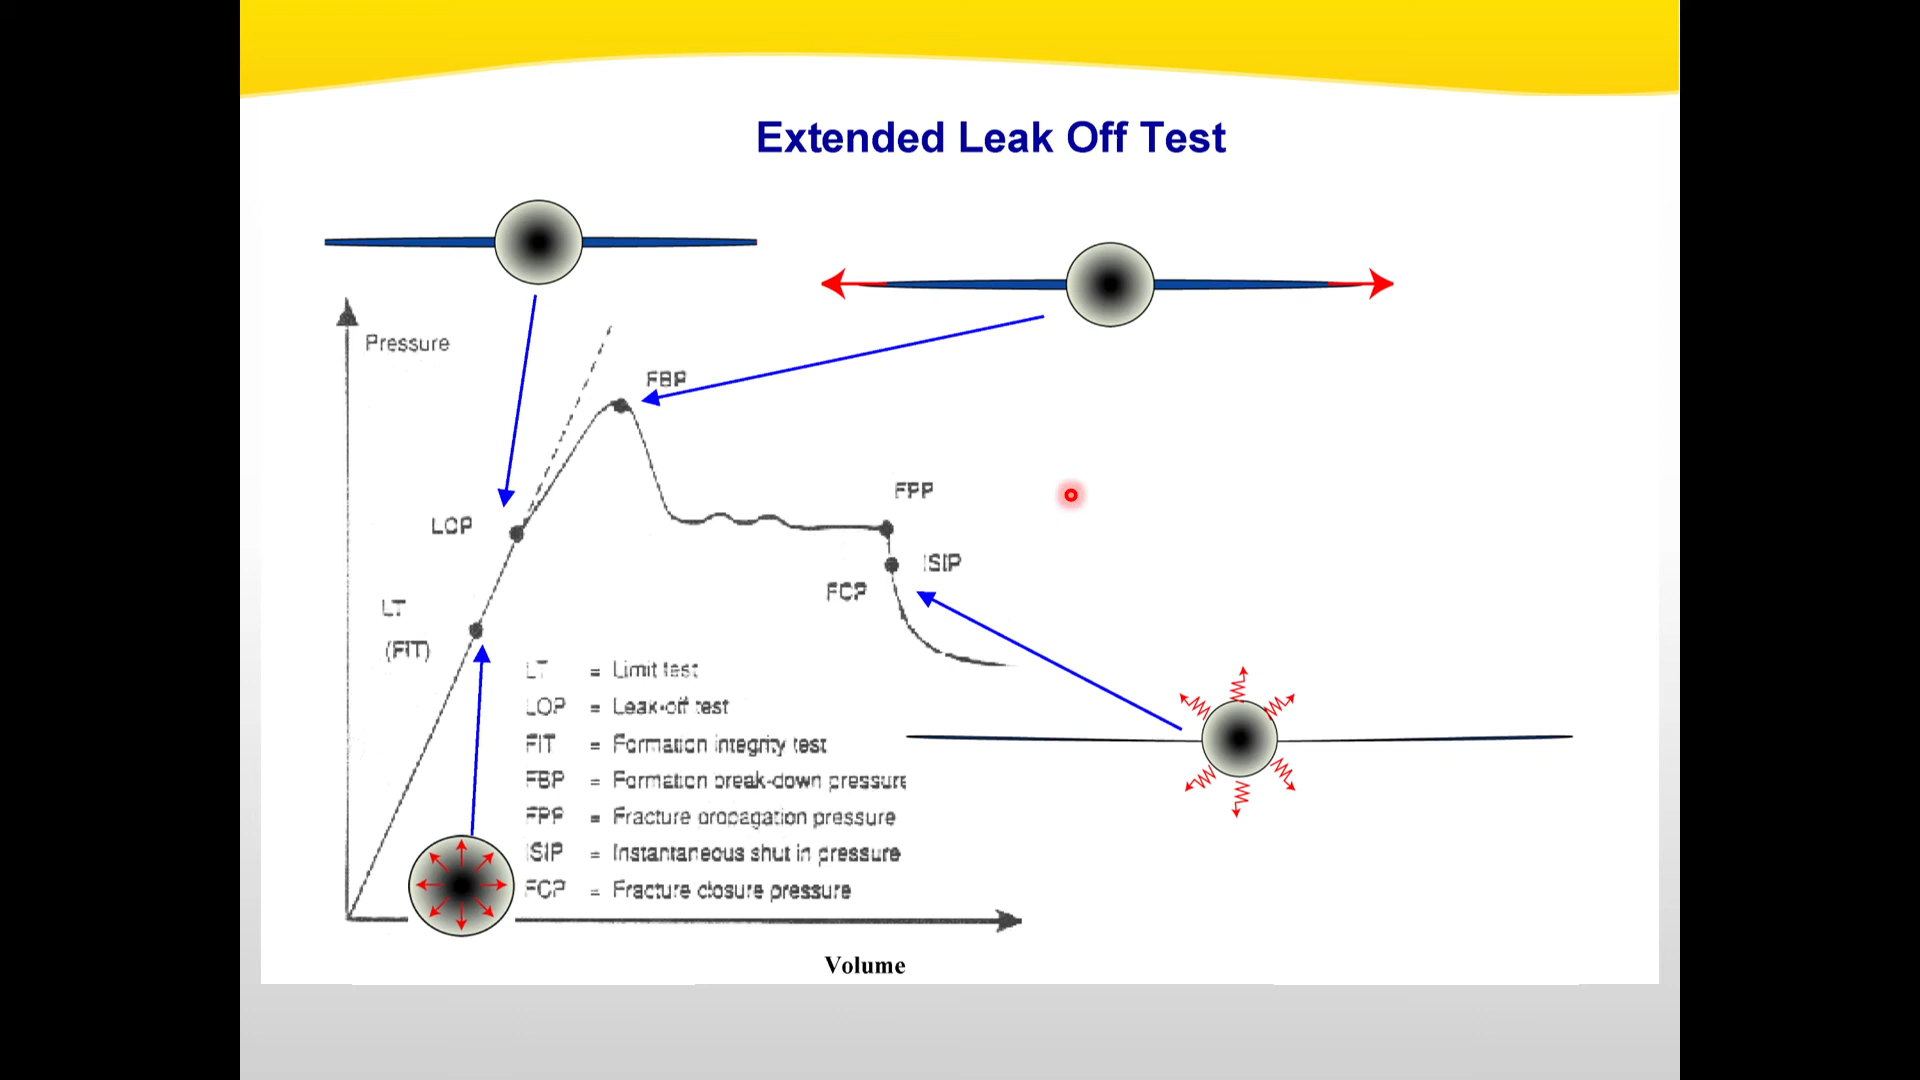 Extended Leak Off Test
Pressure
FBP
FPP
LOP
ISIP
FCP
LT
(FIT)
LT = Limit test
LOP = Leak-off test
FIT = Formation integrity test
FBP = Formation break-down pressure
FPP = Fracture propagation pressure
ISIP = Instantaneous shut in pressure
FCP = Fracture closure pressure
Volume